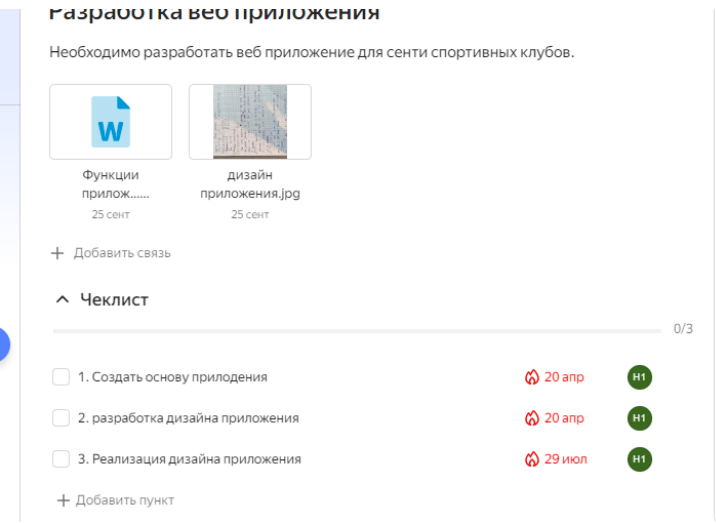 Разработка веб приложения
Необходимо разработать веб приложение для сенти спортивных клубов.
W
Функции
прилож......
25 сент
дизайн
приложения.jpg
25 сент
+ Добавить связь
Чеклист
0/3
1. Создать основу прилодения 20 апр Н1
2. разработка дизайна приложения 20 апр Н1
3. Реализация дизайна приложения 29 июл Н1
+ Добавить пункт